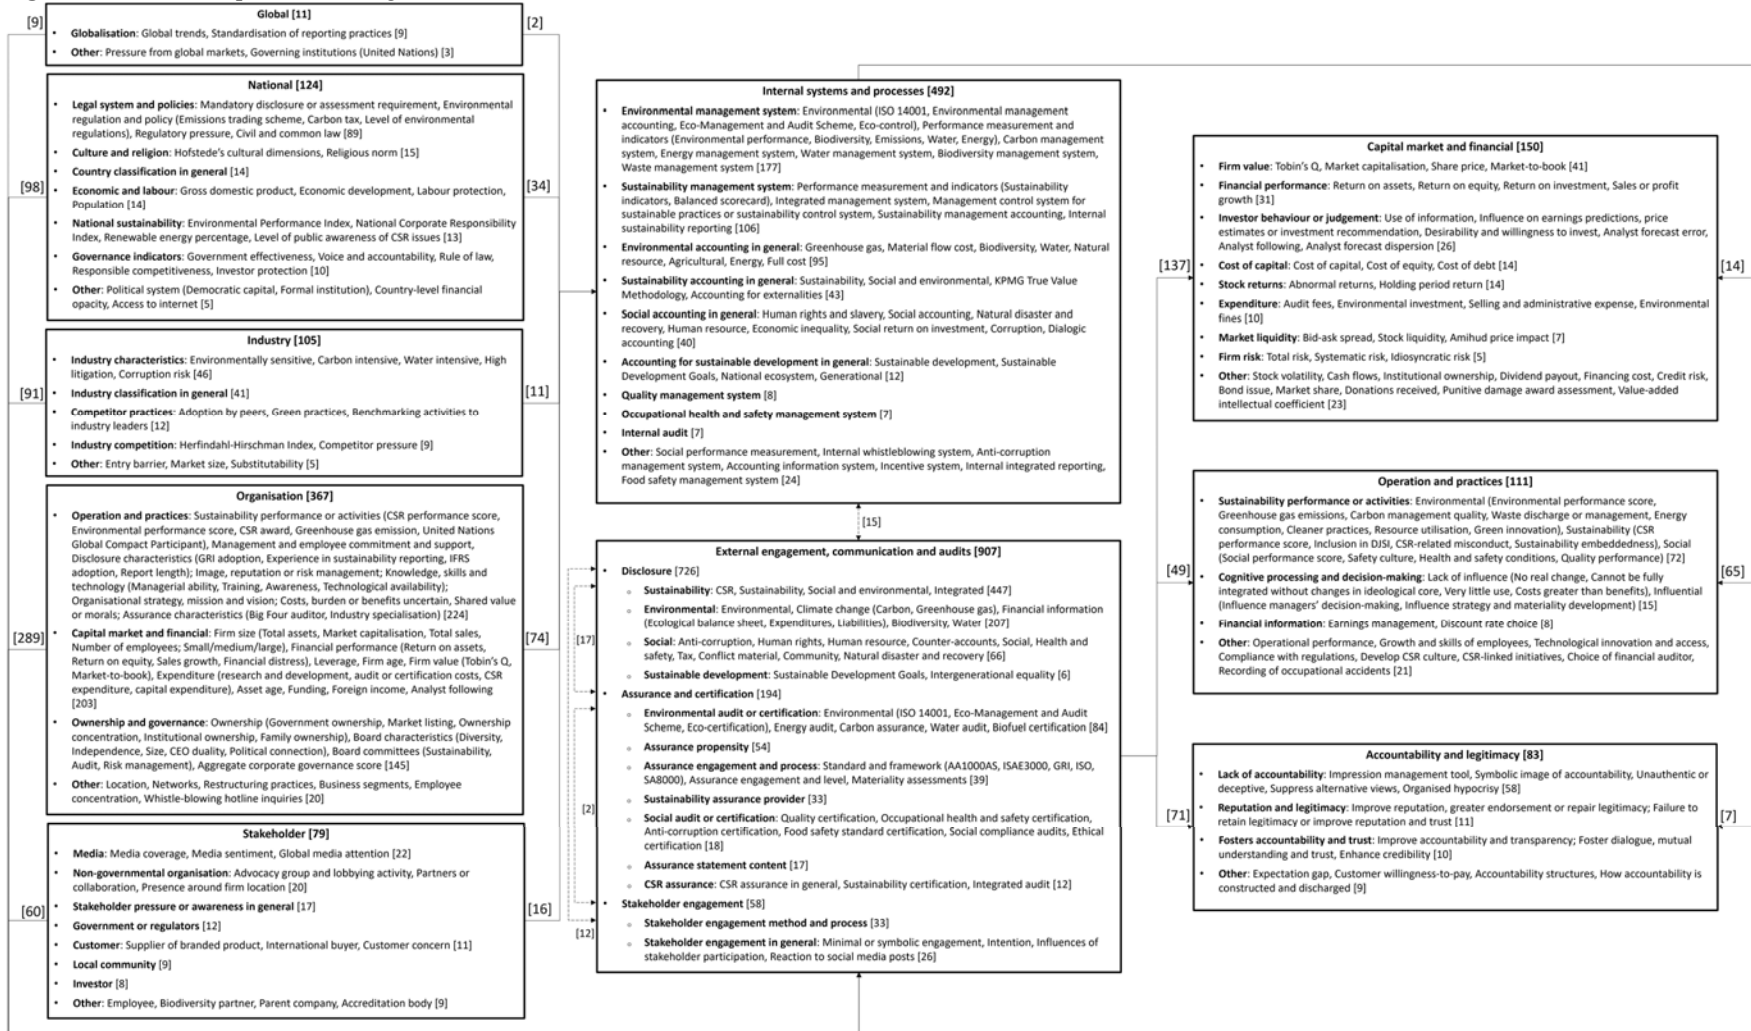 Global [11]
• Globalisation: Global trends, Standardisation of reporting practices [9]
• Other: Pressure from global markets, Governing institutions (United Nations) [3]
[9]
[2]
National [124]
• Legal system and policies: Mandatory disclosure or assessment requirement, Environmental
regulation and policy (Emissions trading scheme, Carbon tax, Level of environmental
regulations), Regulatory pressure, Civil and common law [89]
• Culture and religion: Hofstede's cultural dimensions, Religious norm [15]
• Country classification in general [14]
• Economic and labour: Gross domestic product, Economic development, Labour protection,
Population [14]
• National sustainability: Environmental Performance Index, National Corporate Responsibility
Index, Renewable energy percentage, Level of public awareness of CSR issues [13]
• Governance indicators: Government effectiveness, Voice and accountability, Rule of law,
Responsible competitiveness, Investor protection [10]
• Other: Political system (Democratic capital, Formal institution), Country-level financial
opacity, Access to internet [5]
[98]
[34]
Industry [105]
• Industry characteristics: Environmentally sensitive, Carbon intensive, Water intensive, High
litigation, Corruption risk [46]
• Industry classification in general [41]
• Competitor practices: Adoption by peers, Green practices, Benchmarking activities to
industry leaders [12]
• Industry competition: Herfindahl-Hirschman Index, Competitor pressure [9]
• Other: Entry barrier, Market size, Substitutability [5]
[91]
[11]
Organisation [367]
• Operation and practices: Sustainability performance or activities (CSR performance score,
Environmental performance score, CSR award, Greenhouse gas emission, United Nations
Global Compact Participant), Management and employee commitment and support,
Disclosure characteristics (GRI adoption, Experience in sustainability reporting, IFRS
adoption, Report length); Image, reputation or risk management; Knowledge, skills and
technology (Managerial ability, Training, Awareness, Technological availability);
Organisational strategy, mission and vision; Costs, burden or benefits uncertain, Shared value
or morals; Assurance characteristics (Big Four auditor, Industry specialisation) [224]
• Capital market and financial: Firm size (Total assets, Market capitalisation, Total sales,
Number of employees; Small/medium/large), Financial performance (Return on assets,
Return on equity, Sales growth, Financial distress), Leverage, Firm age, Firm value (Tobin's Q,
Market-to-book), Expenditure (research and development, audit or certification costs, CSR
expenditure, capital expenditure), Asset age, Funding, Foreign income, Analyst following
[203]
• Ownership and governance: Ownership (Government ownership, Market listing, Ownership
concentration, Institutional ownership, Family ownership), Board characteristics (Diversity,
Independence, Size, CEO duality, Political connection), Board committees (Sustainability,
Audit, Risk management), Aggregate corporate governance score [145]
• Other: Location, Networks, Restructuring practices, Business segments, Employee
concentration, Whistle-blowing hotline inquiries [20]
[289]
[74]
Stakeholder [79]
• Media: Media coverage, Media sentiment, Global media attention [22]
• Non-governmental organisation: Advocacy group and lobbying activity, Partners or
collaboration, Presence around firm location [20]
• Stakeholder pressure or awareness in general [17]
• Government or regulators [12]
• Customer: Supplier of branded product, International buyer, Customer concern [11]
• Local community [9]
• Investor [8]
• Other: Employee, Biodiversity partner, Parent company, Accreditation body [9]
[60]
[16]
Internal systems and processes [492]
• Environmental management system: Environmental (ISO 14001, Environmental management
accounting, Eco-Management and Audit Scheme, Eco-control), Performance measurement and
indicators (Environmental performance, Biodiversity, Emissions, Water, Energy), Carbon management
system, Energy management system, Water management system, Biodiversity management system,
Waste management system [177]
• Sustainability management system: Performance measurement and indicators (Sustainability
indicators, Balanced scorecard), Integrated management system, Management control system for
sustainable practices or sustainability control system, Sustainability management accounting, Internal
sustainability reporting [106]
• Environmental accounting in general: Greenhouse gas, Material flow cost, Biodiversity, Water, Natural
resource, Agricultural, Energy, Full cost [95]
• Sustainability accounting in general: Sustainability, Social and environmental, KPMG True Value
Methodology, Accounting for externalities [43]
• Social accounting in general: Human rights and slavery, Social accounting, Natural disaster and
recovery, Human resource, Economic inequality, Social return on investment, Corruption, Dialogic
accounting [40]
• Accounting for sustainable development in general: Sustainable development, Sustainable
Development Goals, National ecosystem, Generational [12]
• Quality management system [8]
• Occupational health and safety management system [7]
• Internal audit [7]
• Other: Social performance measurement, Internal whistleblowing system, Anti-corruption
management system, Accounting information system, Incentive system, Internal integrated reporting,
Food safety management system [24]
[15]
External engagement, communication and audits [907]
• Disclosure [726]
o Sustainability: CSR, Sustainability, Social and environmental, Integrated [447]
o Environmental: Environmental, Climate change (Carbon, Greenhouse gas), Financial information
(Ecological balance sheet, Expenditures, Liabilities), Biodiversity, Water [207]
o Social: Anti-corruption, Human rights, Human resource, Counter-accounts, Social, Health and
safety, Tax, Conflict material, Community, Natural disaster and recovery [66]
o Sustainable development: Sustainable Development Goals, Intergenerational equality [6]
• Assurance and certification [194]
o Environmental audit or certification: Environmental (ISO 14001, Eco-Management and Audit
Scheme, Eco-certification), Energy audit, Carbon assurance, Water audit, Biofuel certification [84]
o Assurance propensity [54]
o Assurance engagement and process: Standard and framework (AA1000AS, ISAE3000, GRI, ISO,
SA8000), Assurance engagement and level, Materiality assessments [39]
o Sustainability assurance provider [33]
o Social audit or certification: Quality certification, Occupational health and safety certification,
Anti-corruption certification, Food safety standard certification, Social compliance audits, Ethical
certification [18]
o Assurance statement content [17]
o CSR assurance: CSR assurance in general, Sustainability certification, Integrated audit [12]
• Stakeholder engagement [58]
o Stakeholder engagement method and process [33]
o Stakeholder engagement in general: Minimal or symbolic engagement, Intention, Influences of
stakeholder participation, Reaction to social media posts [26]
[17]
[2]
[12]
Capital market and financial [150]
• Firm value: Tobin's Q, Market capitalisation, Share price, Market-to-book [41]
• Financial performance: Return on assets, Return on equity, Return on investment, Sales or profit
growth [31]
• Investor behaviour or judgement: Use of information, Influence on earnings predictions, price
estimates or investment recommendation, Desirability and willingness to invest, Analyst forecast error,
Analyst following, Analyst forecast dispersion [26]
• Cost of capital: Cost of capital, Cost of equity, Cost of debt [14]
• Stock returns: Abnormal returns, Holding period return [14]
• Expenditure: Audit fees, Environmental investment, Selling and administrative expense, Environmental
fines [10]
• Market liquidity: Bid-ask spread, Stock liquidity, Amihud price impact [7]
• Firm risk: Total risk, Systematic risk, Idiosyncratic risk [5]
• Other: Stock volatility, Cash flows, Institutional ownership, Dividend payout, Financing cost, Credit risk,
Bond issue, Market share, Donations received, Punitive damage award assessment, Value-added
intellectual coefficient [23]
[137]
[14]
Operation and practices [111]
• Sustainability performance or activities: Environmental (Environmental performance score,
Greenhouse gas emissions, Carbon management quality, Waste discharge or management, Energy
consumption, Cleaner practices, Resource utilisation, Green innovation), Sustainability (CSR
performance score, Inclusion in DJSI, CSR-related misconduct, Sustainability embeddedness), Social
(Social performance score, Safety culture, Health and safety conditions, Quality performance) [72]
• Cognitive processing and decision-making: Lack of influence (No real change, Cannot be fully
integrated without changes in ideological core, Very little use, Costs greater than benefits), Influential
(Influence managers' decision-making, Influence strategy and materiality development) [15]
• Financial information: Earnings management, Discount rate choice [8]
• Other: Operational performance, Growth and skills of employees, Technological innovation and access,
Compliance with regulations, Develop CSR culture, CSR-linked initiatives, Choice of financial auditor,
Recording of occupational accidents [21]
[49]
[65]
Accountability and legitimacy [83]
• Lack of accountability: Impression management tool, Symbolic image of accountability, Unauthentic or
deceptive, Suppress alternative views, Organised hypocrisy [58]
• Reputation and legitimacy: Improve reputation, greater endorsement or repair legitimacy; Failure to
retain legitimacy or improve reputation and trust [11]
• Fosters accountability and trust: Improve accountability and transparency; Foster dialogue, mutual
understanding and trust, Enhance credibility [10]
• Other: Expectation gap, Customer willingness-to-pay, Accountability structures, How accountability is
constructed and discharged [9]
[71]
[7]